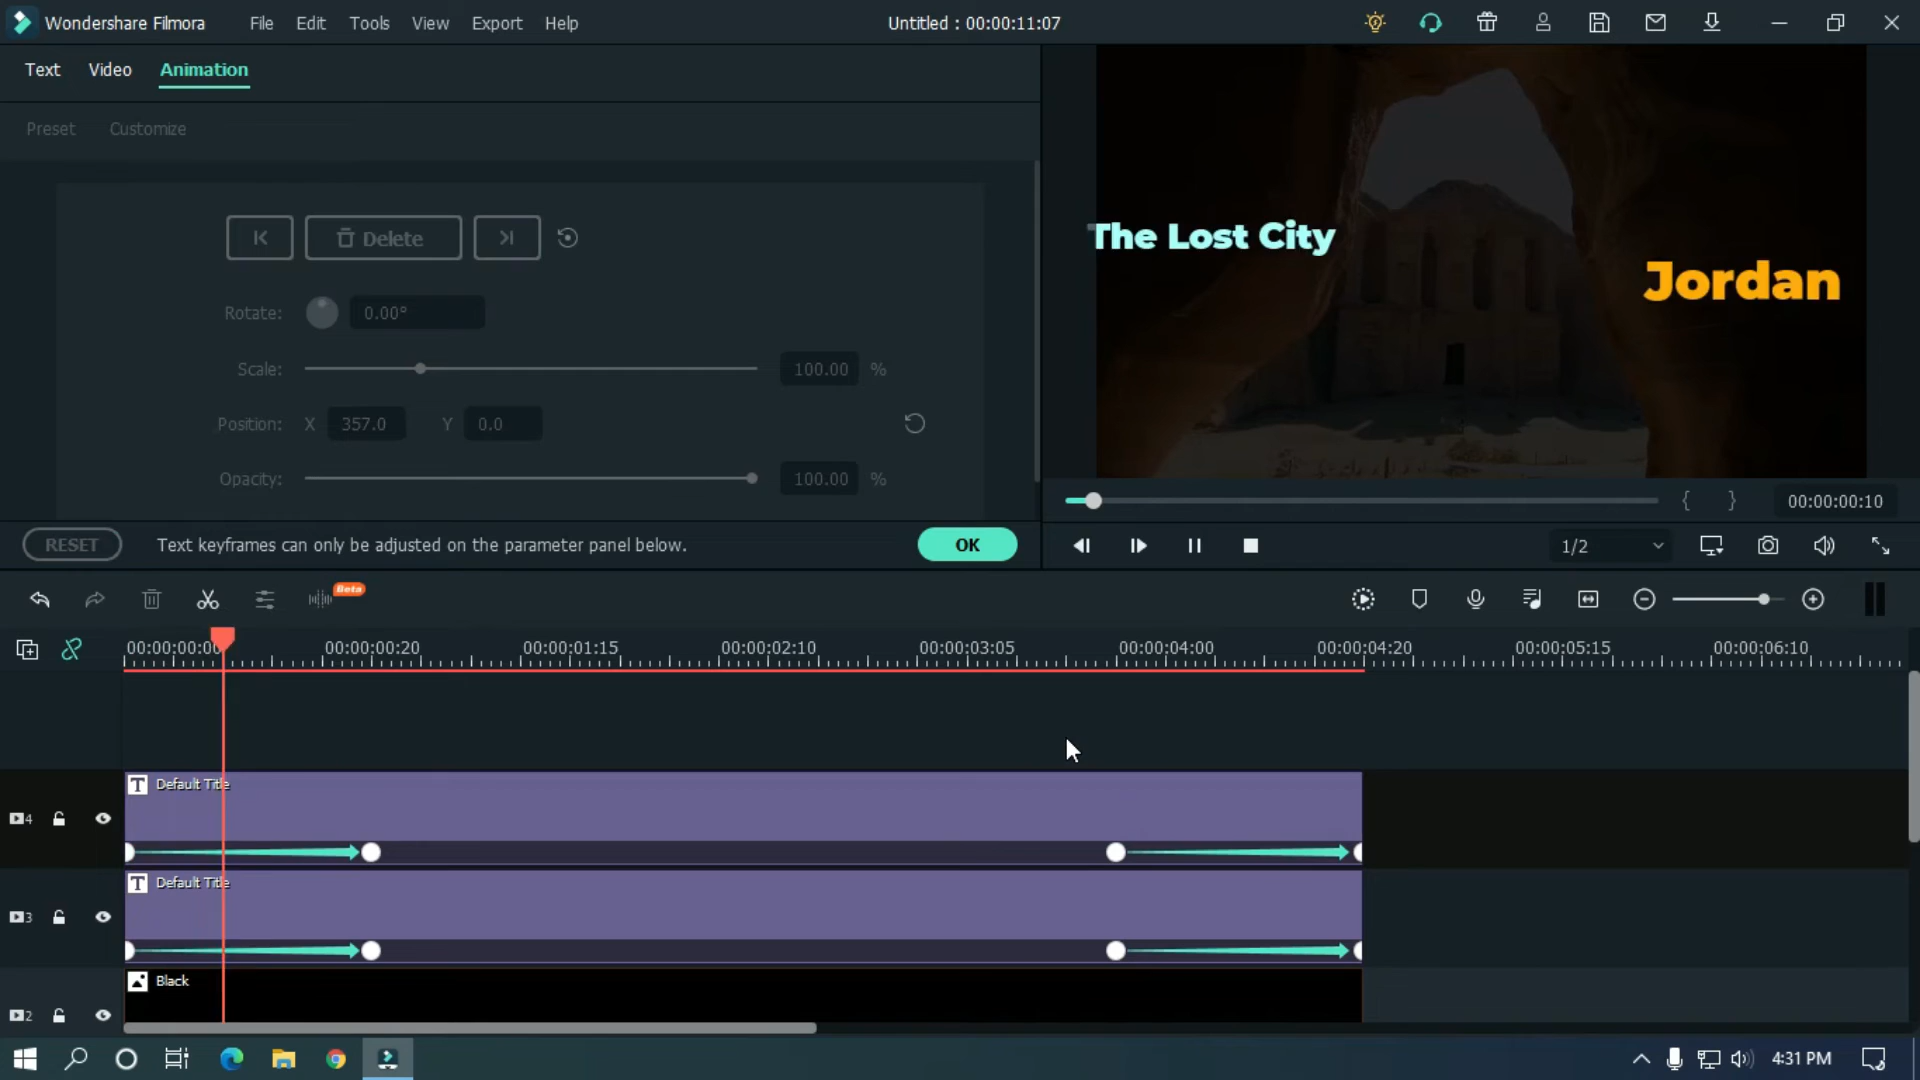 Wondershare Filmora File Edit Tools View Export Help Untitled : 00:00:11:07
Text Video Animation
Preset Customize
Delete
Rotate: 0.00°
Scale: 100.00 %
Position: X 357.0 Y 0.0
Opacity: 100.00 %
RESET Text keyframes can only be adjusted on the parameter panel below. OK
The Lost City
Jordan
{ } 00:00:00:10
1/2
Beta
00:00:00:00 00:00:00:20 00:00:01:15 00:00:02:10 00:00:03:05 00:00:04:00 00:00:04:20 00:00:05:15 00:00:06:10
T Default Title
4
T Default Title
3
Black
2
4:31 PM